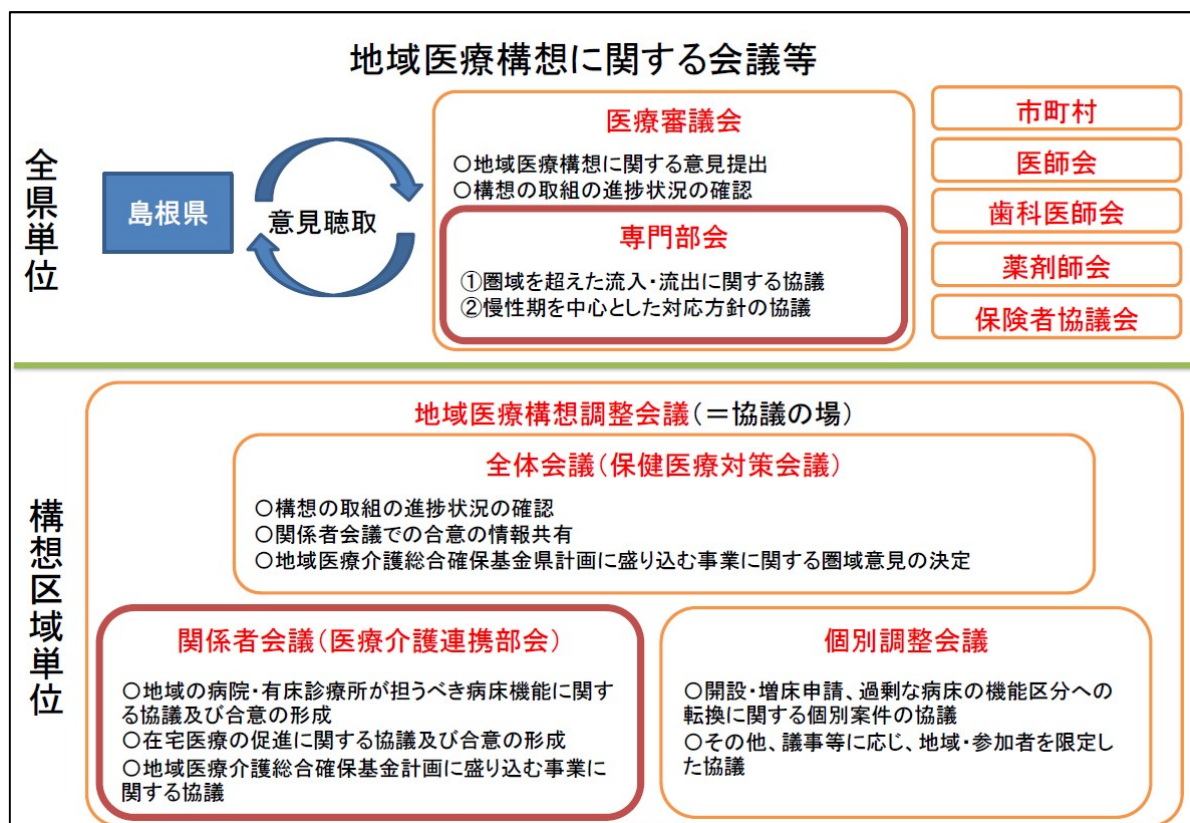 地域医療構想に関する会議等
全県単位
島根県
意見聴取
医療審議会
○地域医療構想に関する意見提出
○構想の取組の進捗状況の確認
専門部会
①圏域を超えた流入・流出に関する協議
②慢性期を中心とした対応方針の協議
市町村
医師会
歯科医師会
薬剤師会
保険者協議会
構想区域単位
地域医療構想調整会議(＝協議の場)
全体会議(保健医療対策会議)
○構想の取組の進捗状況の確認
○関係者会議での合意の情報共有
○地域医療介護総合確保基金県計画に盛り込む事業に関する圏域意見の決定
関係者会議(医療介護連携部会)
○地域の病院・有床診療所が担うべき病床機能に関す
る協議及び合意の形成
○在宅医療の促進に関する協議及び合意の形成
○地域医療介護総合確保基金計画に盛り込む事業に
関する協議
個別調整会議
○開設・増床申請、過剰な病床の機能区分への
転換に関する個別案件の協議
○その他、議事等に応じ、地域・参加者を限定し
た協議